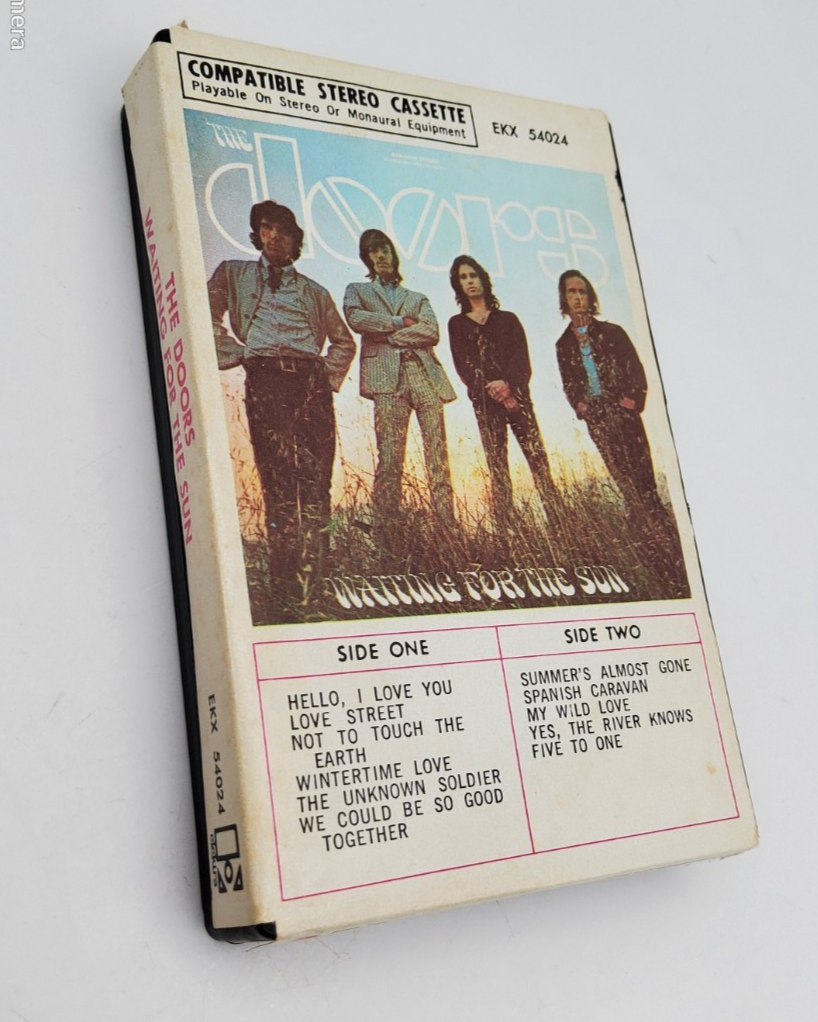 COMPATIBLE STEREO CASSETTE
Playable On Stereo Or Monaural Equipment
EKX 54024
THE
doors
WAITING FOR THE SUN
SIDE ONE
HELLO, I LOVE YOU
LOVE STREET
NOT TO TOUCH THE
EARTH
WINTERTIME LOVE
THE UNKNOWN SOLDIER
WE COULD BE SO GOOD
TOGETHER
SIDE TWO
SUMMER'S ALMOST GONE
SPANISH CARAVAN
MY WILD LOVE
YES, THE RIVER KNOWS
FIVE TO ONE
THE DOORS
WAITING FOR THE SUN
EKX 54024
elektra